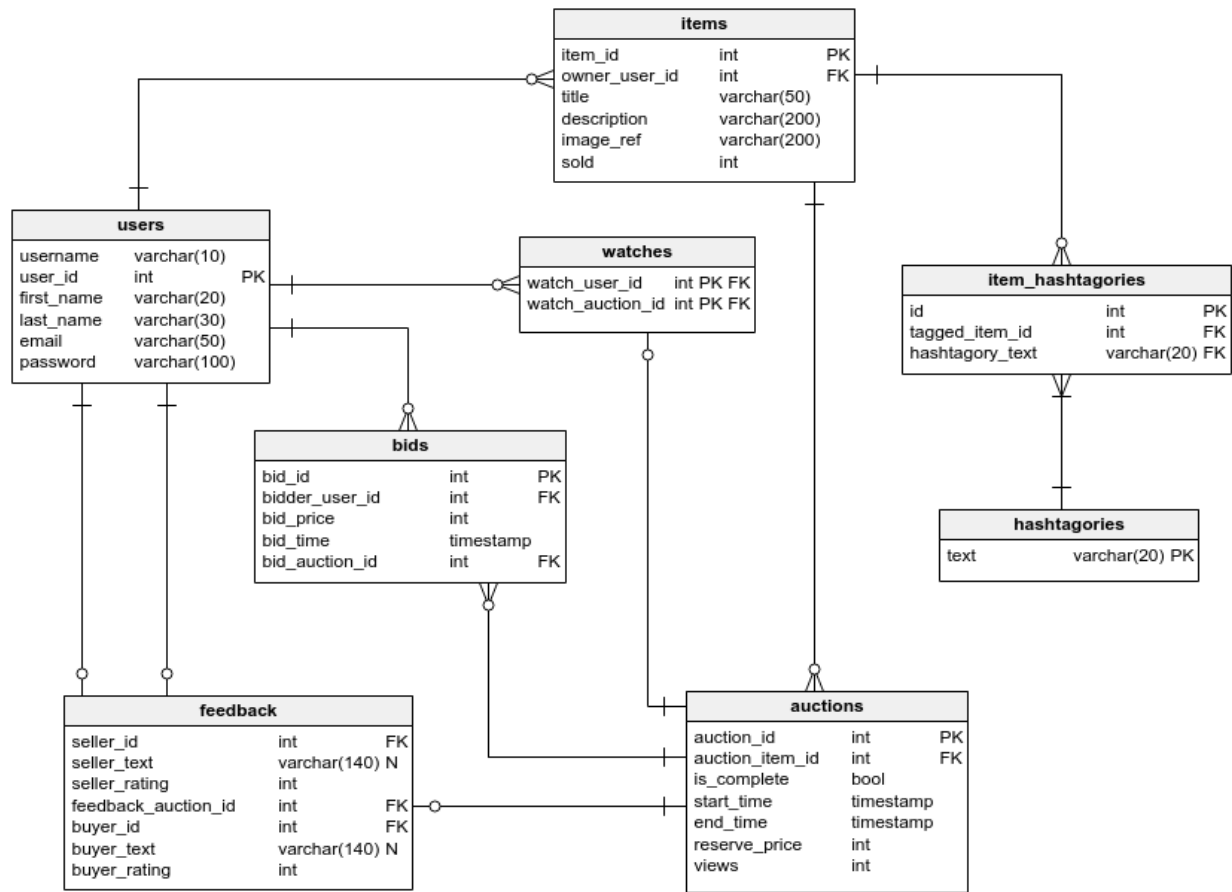 items
item_id int PK
owner_user_id int FK
title varchar(50)
description varchar(200)
image_ref varchar(200)
sold int
users
username varchar(10)
user_id int PK
first_name varchar(20)
last_name varchar(30)
email varchar(50)
password varchar(100)
watches
watch_user_id int PK FK
watch_auction_id int PK FK
item_hashtagories
id int PK
tagged_item_id int FK
hashtagory_text varchar(20) FK
bids
bid_id int PK
bidder_user_id int FK
bid_price int
bid_time timestamp
bid_auction_id int FK
hashtagories
text varchar(20) PK
feedback
seller_id int FK
seller_text varchar(140) N
seller_rating int
feedback_auction_id int FK
buyer_id int FK
buyer_text varchar(140) N
buyer_rating int
auctions
auction_id int PK
auction_item_id int FK
is_complete bool
start_time timestamp
end_time timestamp
reserve_price int
views int